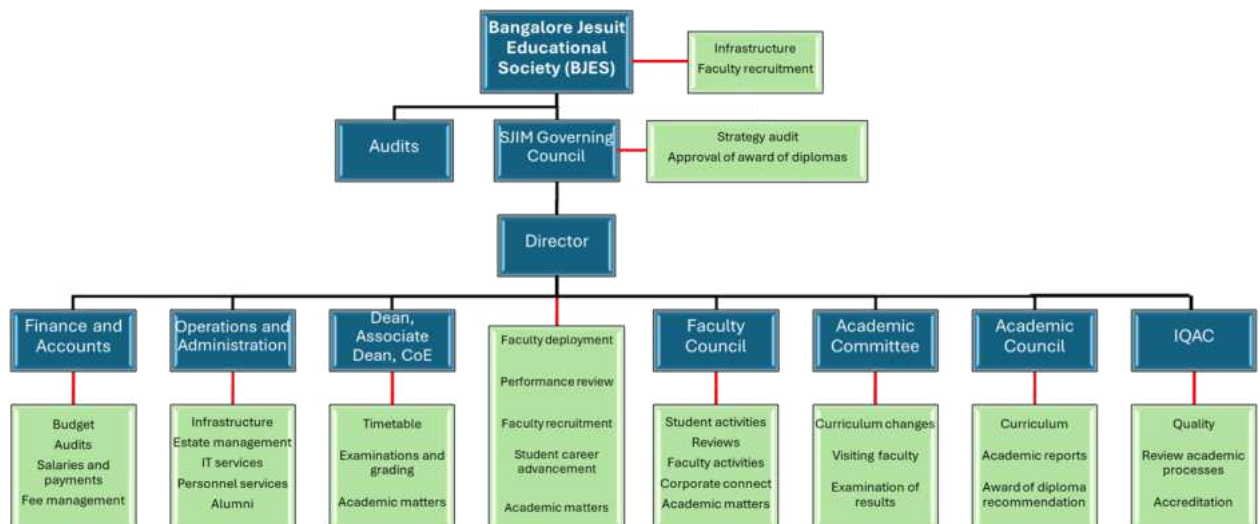 Bangalore Jesuit
Educational
Society (BJES)
Infrastructure
Faculty recruitment
Audits
SJIM Governing
Council
Strategy audit
Approval of award of diplomas
Director
Finance and
Accounts
Operations and
Administration
Dean,
Associate
Dean, CoE
Faculty deployment
Performance review
Faculty recruitment
Student career
advancement
Academic matters
Faculty
Council
Academic
Committee
Academic
Council
IQAC
Budget
Audits
Salaries and
payments
Fee management
Infrastructure
Estate management
IT services
Personnel services
Alumni
Timetable
Examinations and
grading
Academic matters
Student activities
Reviews
Faculty activities
Corporate connect
Academic matters
Curriculum changes
Visiting faculty
Examination of
results
Curriculum
Academic reports
Award of diploma
recommendation
Quality
Review academic
processes
Accreditation